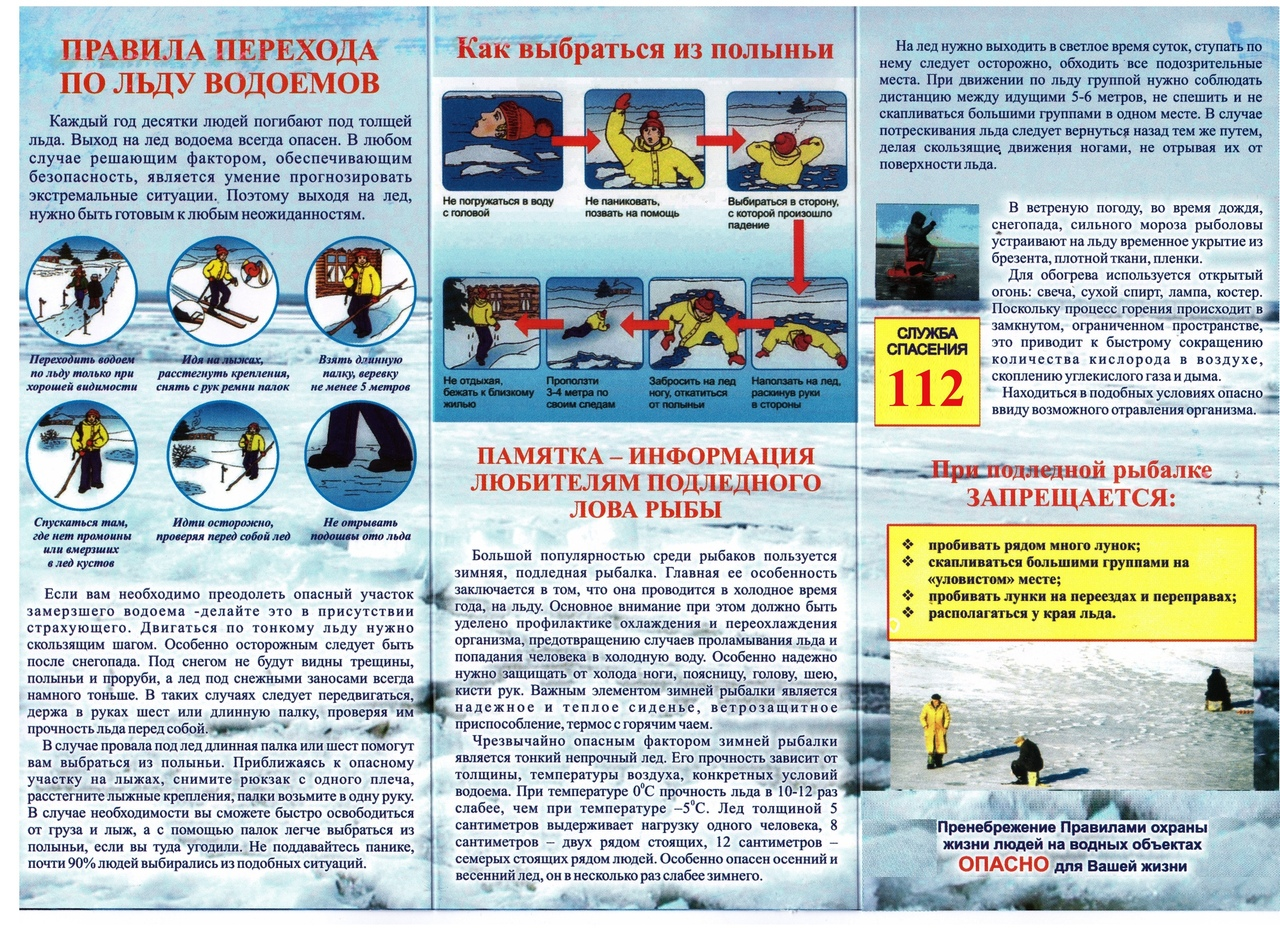 ПРАВИЛА ПЕРЕХОДА
ПО ЛЬДУ ВОДОЕМОВ
Каждый год десятки людей погибают под толщей
льда. Выход на лед водоема всегда опасен. В любом
случае решающим фактором, обеспечивающим
безопасность, является умение прогнозировать
экстремальные ситуации. Поэтому выходя на лед,
нужно быть готовым к любым неожиданностям.
Переходить водоем
по льду только при
хорошей видимости
Идя на лыжах,
расстегнуть крепления,
снять с рук ремни палок
Взять длинную
палку, веревку
не менее 5 метров
Спускаться там,
где нет промоины
или вмерзших
в лед кустов
Идти осторожно,
проверяя перед собой лед
Не отрывать
подошвы ото льда
Если вам необходимо преодолеть опасный участок
замерзшего водоема -делайте это в присутствии
страхующего. Двигаться по тонкому льду нужно
скользящим шагом. Особенно осторожным следует быть
после снегопада. Под снегом не будут видны трещины,
полыньи и проруби, а лед под снежными заносами всегда
намного тоньше. В таких случаях следует передвигаться,
держа в руках шест или длинную палку, проверяя им
прочность льда перед собой.
В случае провала под лед длинная палка или шест помогут
вам выбраться из полыньи. Приближаясь к опасному
участку на лыжах, снимите рюкзак с одного плеча,
расстегните лыжные крепления, палки возьмите в одну руку.
В случае необходимости вы сможете быстро освободиться
от груза и лыж, а с помощью палок легче выбраться из
полыньи, если вы туда угодили. Не поддавайтесь панике,
почти 90% людей выбирались из подобных ситуаций.
Как выбраться из полыньи
Не погружаться в воду
с головой
Не паниковать,
позвать на помощь
Выбираться в сторону,
с которой произошло
падение
Не отдыхая,
бежать к близкому
жилью
Проползти
3-4 метра по
своим следам
Забросить на лед
ногу, откатиться
от полыньи
Наползать на лед,
раскинув руки
в стороны
ПАМЯТКА – ИНФОРМАЦИЯ
ЛЮБИТЕЛЯМ ПОДЛЕДНОГО
ЛОВА РЫБЫ
Большой популярностью среди рыбаков пользуется
зимняя, подледная рыбалка. Главная ее особенность
заключается в том, что она проводится в холодное время
года, на льду. Основное внимание при этом должно быть
уделено профилактике охлаждения и переохлаждения
организма, предотвращению случаев проламывания льда и
попадания человека в холодную воду. Особенно надежно
нужно защищать от холода ноги, поясницу, голову, шею,
кисти рук. Важным элементом зимней рыбалки является
надежное и теплое сиденье, ветрозащитное
приспособление, термос с горячим чаем.
Чрезвычайно опасным фактором зимней рыбалки
является тонкий непрочный лед. Его прочность зависит от
толщины, температуры воздуха, конкретных условий
водоема. При температуре 0⁰С прочность льда в 10-12 раз
слабее, чем при температуре –5⁰С. Лед толщиной 5
сантиметров выдерживает нагрузку одного человека, 8
сантиметров – двух рядом стоящих, 12 сантиметров –
семерых стоящих рядом людей. Особенно опасен осенний и
весенний лед, он в несколько раз слабее зимнего.
На лед нужно выходить в светлое время суток, ступать по
нему следует осторожно, обходить все подозрительные
места. При движении по льду группой нужно соблюдать
дистанцию между идущими 5-6 метров, не спешить и не
скапливаться большими группами в одном месте. В случае
потрескивания льда следует вернуться назад тем же путем,
делая скользящие движения ногами, не отрывая их от
поверхности льда.
В ветреную погоду, во время дождя,
снегопада, сильного мороза рыболовы
устраивают на льду временное укрытие из
брезента, плотной ткани, пленки.
Для обогрева используется открытый
огонь: свеча, сухой спирт, лампа, костер.
Поскольку процесс горения происходит в
замкнутом, ограниченном пространстве,
это приводит к быстрому сокращению
количества кислорода в воздухе,
скоплению углекислого газа и дыма.
Находиться в подобных условиях опасно
ввиду возможного отравления организма.
СЛУЖБА
СПАСЕНИЯ
112
При подледной рыбалке
ЗАПРЕЩАЕТСЯ:
❖ пробивать рядом много лунок;
❖ скапливаться большими группами на
«уловистом» месте;
❖ пробивать лунки на переездах и переправах;
❖ располагаться у края льда.
Пренебрежение Правилами охраны
жизни людей на водных объектах
ОПАСНО для Вашей жизни